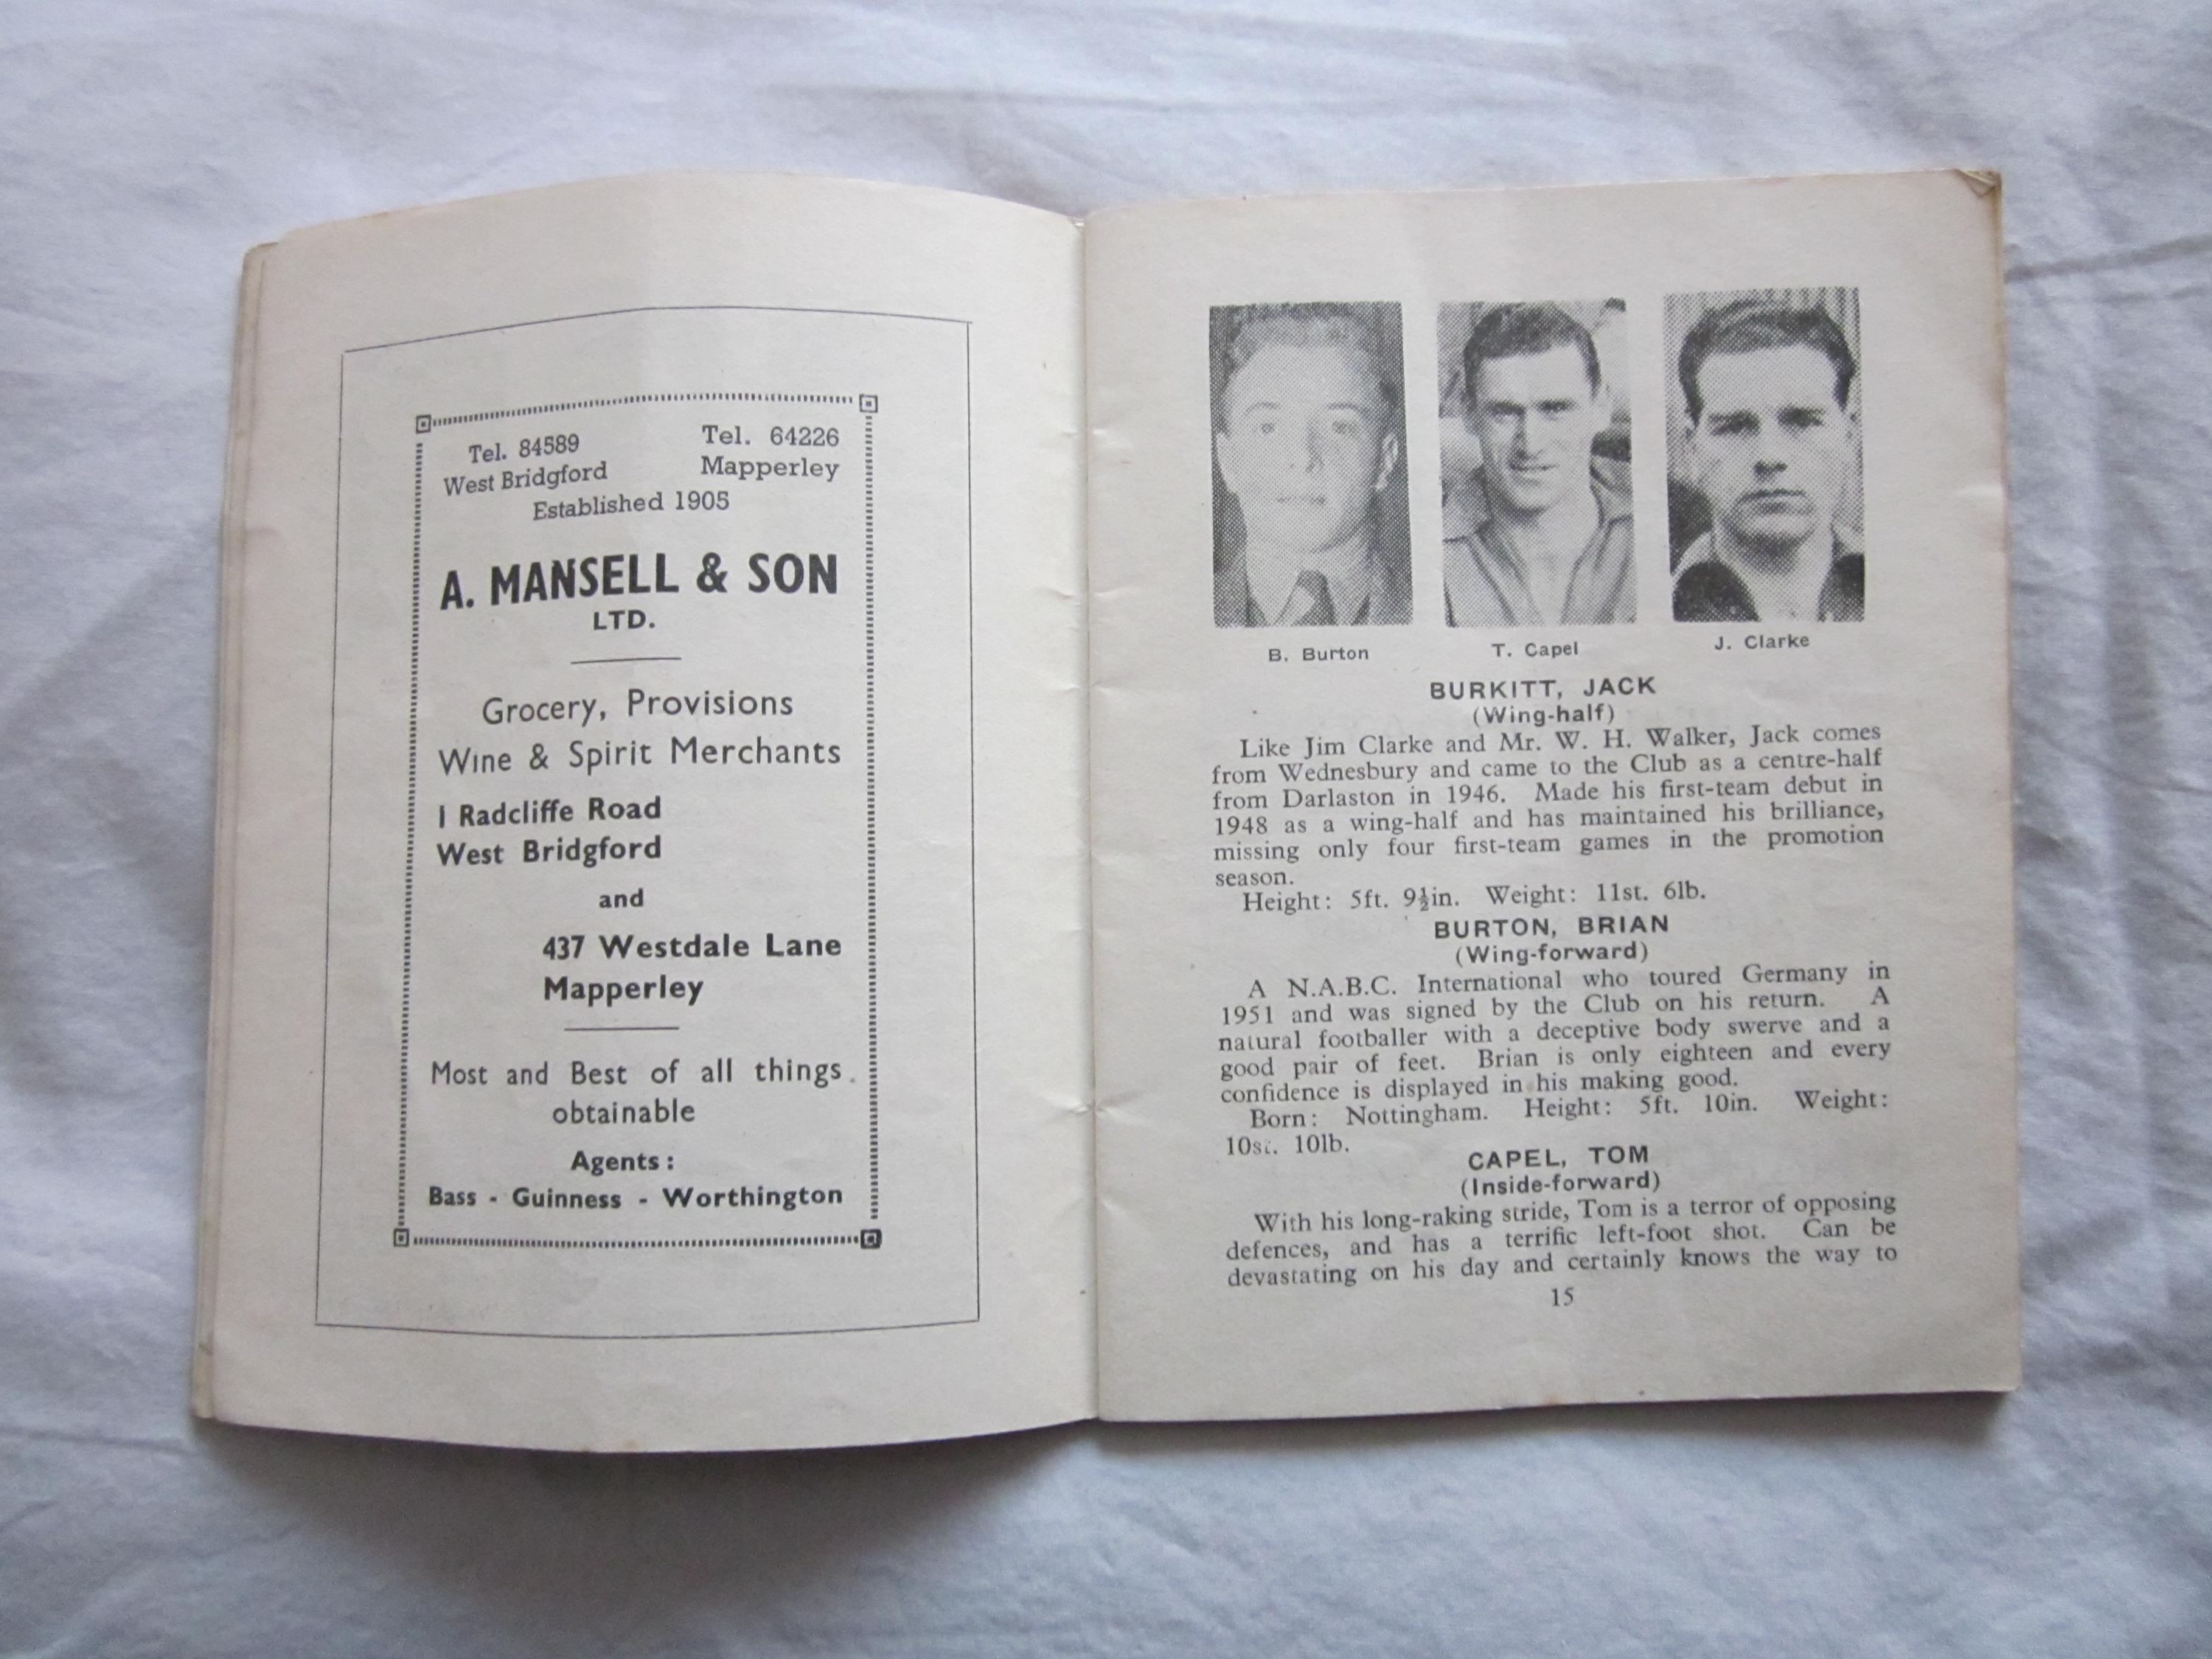 Tel. 84589
West Bridgford
Tel. 64226
Mapperley
Established 1905
A. MANSELL & SON
LTD.
Grocery, Provisions
Wine & Spirit Merchants
1 Radcliffe Road
West Bridgford
and
437 Westdale Lane
Mapperley
Most and Best of all things
obtainable
Agents:
Bass - Guinness - Worthington
B. Burton
T. Capel
J. Clarke
BURKITT, JACK
(Wing-half)
Like Jim Clarke and Mr. W. H. Walker, Jack comes
from Wednesbury and came to the Club as a centre-half
from Darlaston in 1946. Made his first-team debut in
1948 as a wing-half and has maintained his brilliance,
missing only four first-team games in the promotion
season.
Height: 5ft. 9½in. Weight: 11st. 6lb.
BURTON, BRIAN
(Wing-forward)
A N.A.B.C. International who toured Germany in
1951 and was signed by the Club on his return. A
natural footballer with a deceptive body swerve and a
good pair of feet. Brian is only eighteen and every
confidence is displayed in his making good.
Born: Nottingham. Height: 5ft. 10in. Weight:
10st. 10lb.
CAPEL, TOM
(Inside-forward)
With his long-raking stride, Tom is a terror of opposing
defences, and has a terrific left-foot shot. Can be
devastating on his day and certainly knows the way to
15